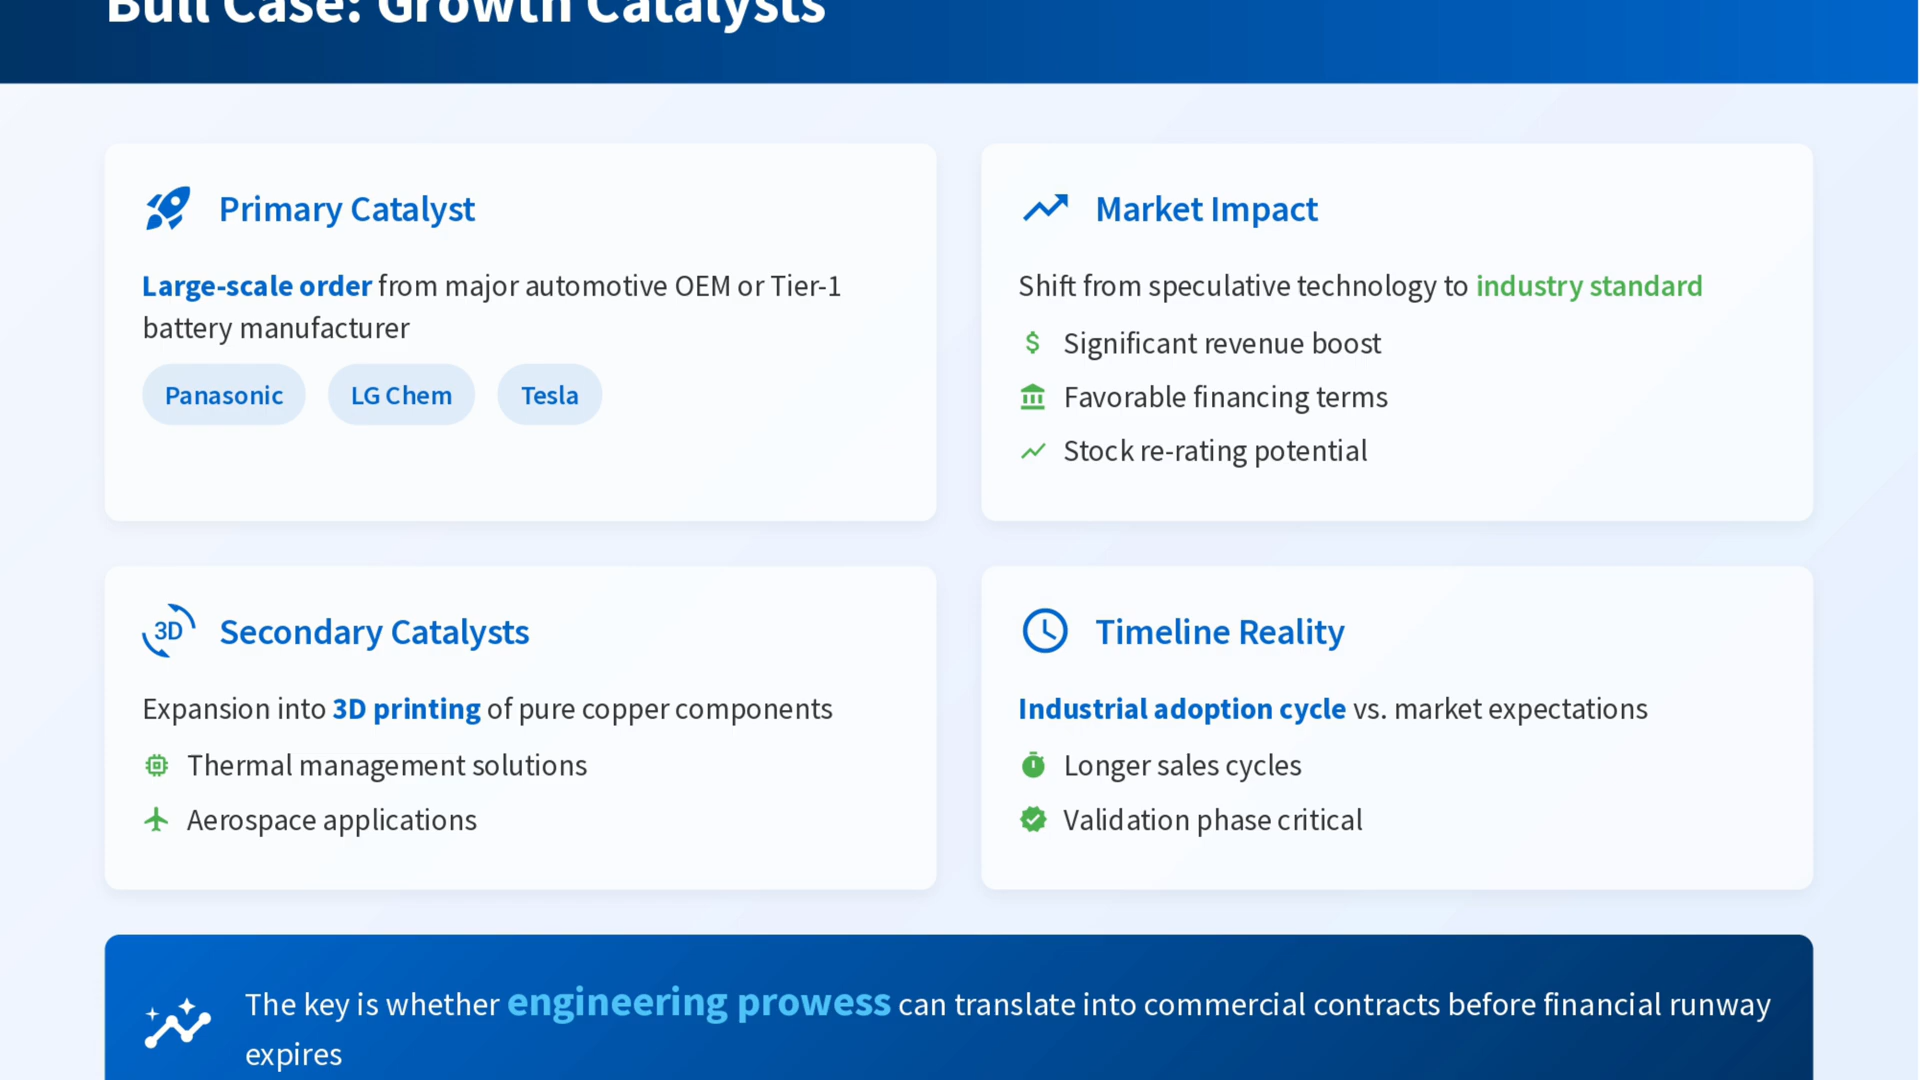 Bull Case: Growth Catalysts
Primary Catalyst
Large-scale order from major automotive OEM or Tier-1
battery manufacturer
Panasonic
LG Chem
Tesla
Market Impact
Shift from speculative technology to industry standard
Significant revenue boost
Favorable financing terms
Stock re-rating potential
3D
Secondary Catalysts
Expansion into 3D printing of pure copper components
Thermal management solutions
Aerospace applications
Timeline Reality
Industrial adoption cycle vs. market expectations
Longer sales cycles
Validation phase critical
The key is whether engineering prowess can translate into commercial contracts before financial runway
expires